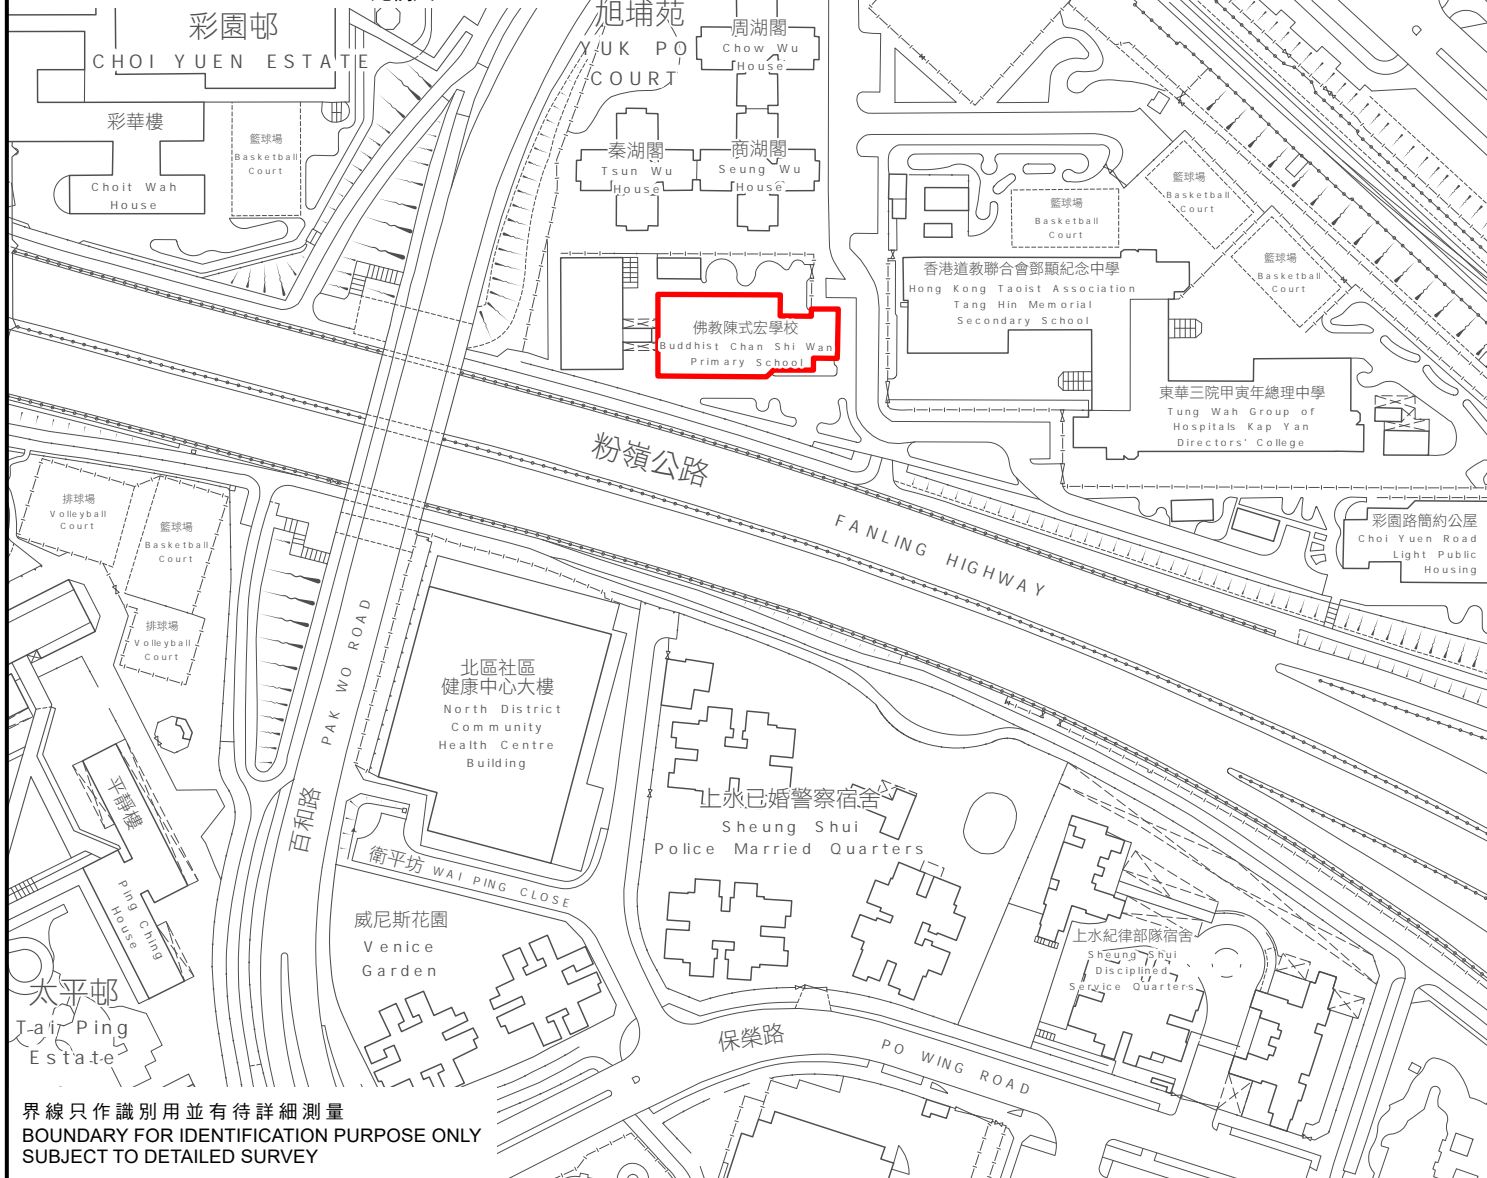 彩園邨
CHOI YUEN ESTATE
旭埔苑
YUK PO
COURT
周湖閣
Chow Wu
House
彩華樓
Choit Wah
House
籃球場
Basketball
Court
秦湖閣
Tsun Wu
House
商湖閣
Seung Wu
House
籃球場
Basketball
Court
籃球場
Basketball
Court
籃球場
Basketball
Court
香港道教聯合會鄧顯紀念中學
Hong Kong Taoist Association
Tang Hin Memorial
Secondary School
佛教陳式宏學校
Buddhist Chan Shi Wan
Primary School
東華三院甲寅年總理中學
Tung Wah Group of
Hospitals Kap Yan
Directors' College
粉嶺公路
FANLING HIGHWAY
彩園路簡約公屋
Choi Yuen Road
Light Public
Housing
排球場
Volleyball
Court
籃球場
Basketball
Court
排球場
Volleyball
Court
百和路
PAK WO ROAD
北區社區
健康中心大樓
North District
Community
Health Centre
Building
平靜樓
Ping Ching
House
上水已婚警察宿舍
Sheung Shui
Police Married Quarters
衛平坊 WAI PING CLOSE
威尼斯花園
Venice
Garden
上水紀律部隊宿舍
Sheung Shui
Disciplined
Service Quarters
太平邨
Tai Ping
Estate
保榮路
PO WING ROAD
界線只作識別用並有待詳細測量
BOUNDARY FOR IDENTIFICATION PURPOSE ONLY
SUBJECT TO DETAILED SURVEY